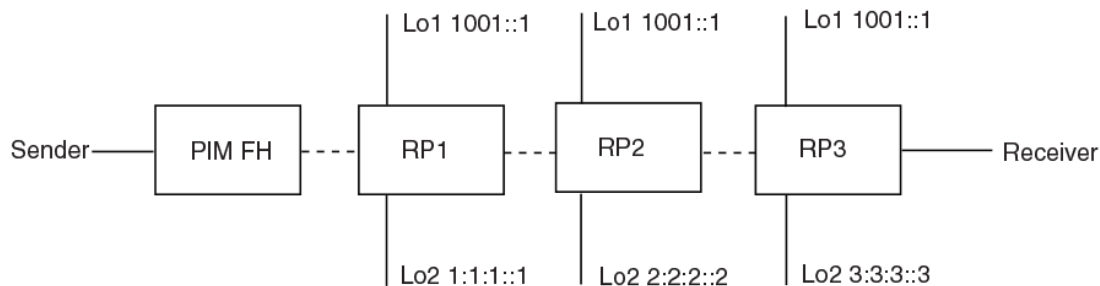 Lo1 1001::1 Lo1 1001::1 Lo1 1001::1
Sender PIM FH RP1 RP2 RP3 Receiver
Lo2 1:1:1::1 Lo2 2:2:2::2 Lo2 3:3:3::3